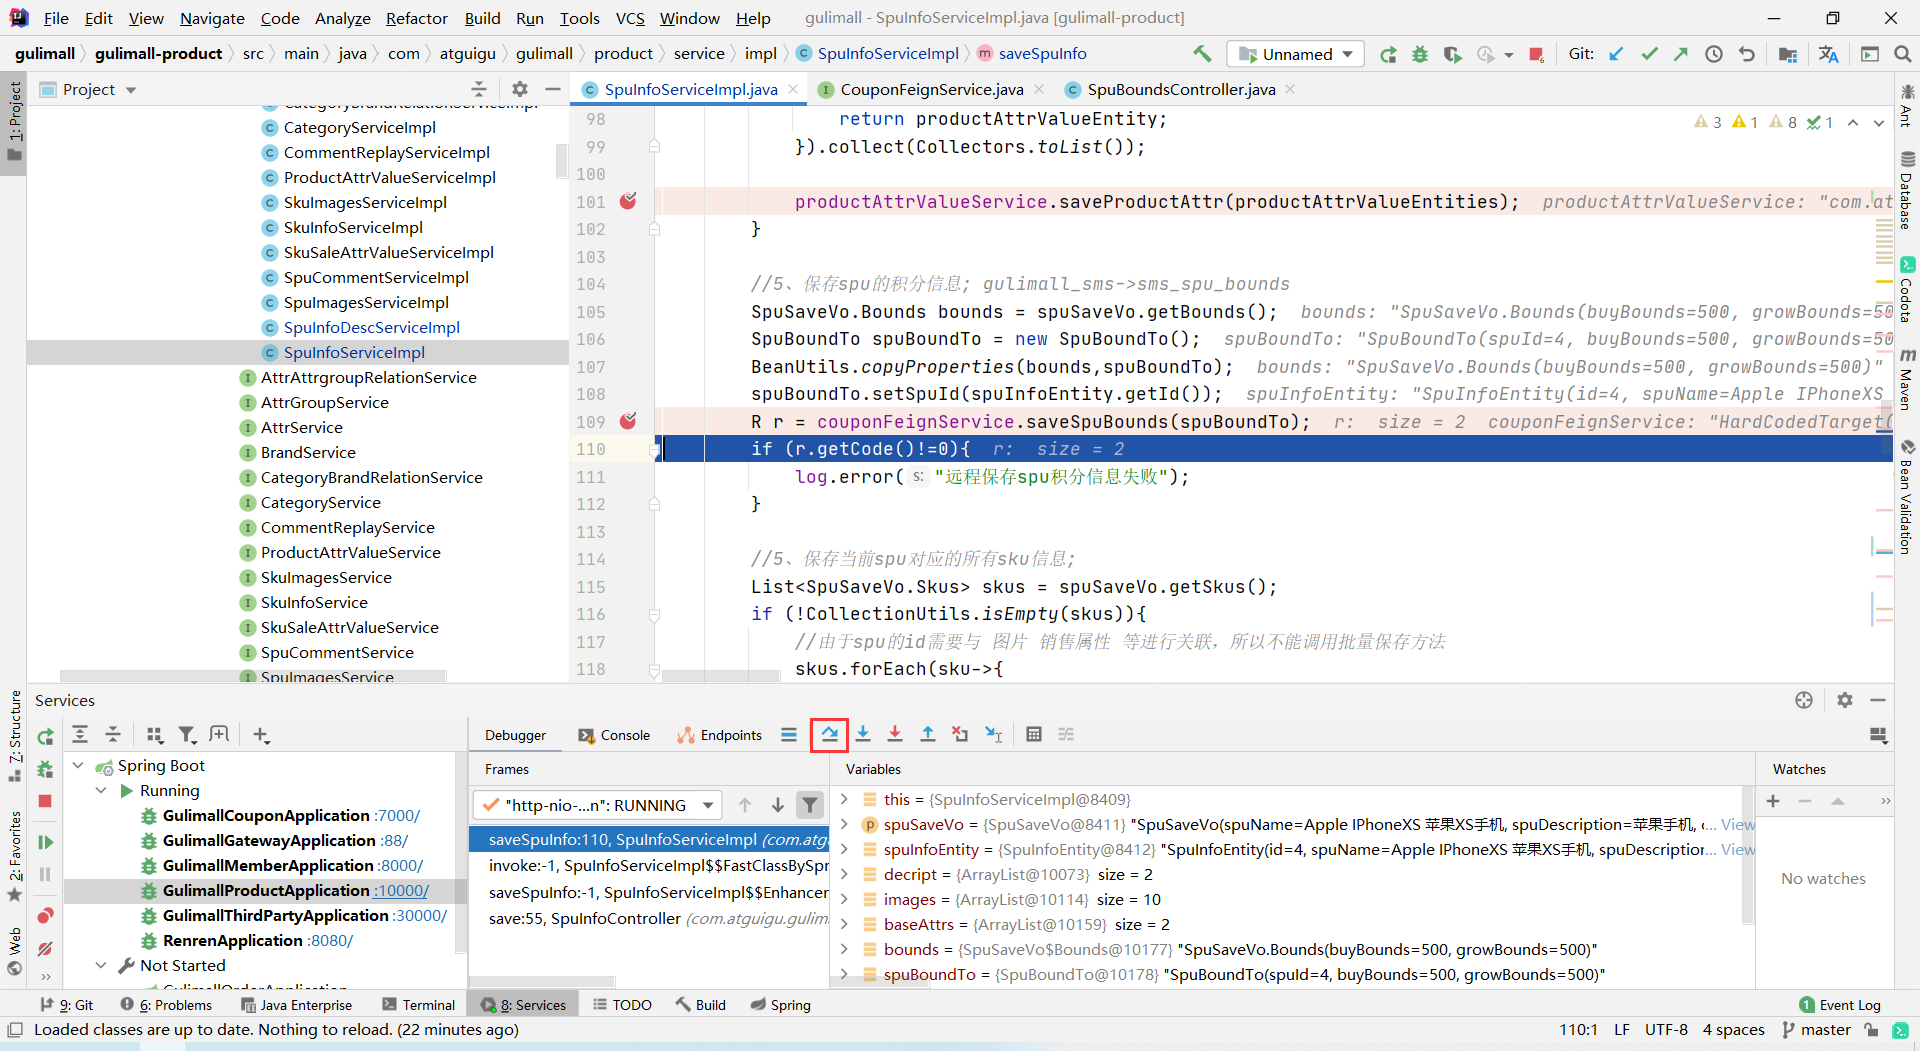 File Edit View Navigate Code Analyze Refactor Build Run Tools VCS Window Help gulimall - SpuInfoServiceImpl.java [gulimall-product]
gulimall gulimall-product src main java com atguigu gulimall product service impl SpuInfoServiceImpl saveSpuInfo Unnamed Git:
Project
SpuInfoServiceImpl.java CouponFeignService.java SpuBoundsController.java
1: Project
CategoryBrandRelationServiceImpl
CategoryServiceImpl
CommentReplayServiceImpl
ProductAttrValueServiceImpl
SkuImagesServiceImpl
SkuInfoServiceImpl
SkuSaleAttrValueServiceImpl
SpuCommentServiceImpl
SpuImagesServiceImpl
SpuInfoDescServiceImpl
SpuInfoServiceImpl
AttrAttrgroupRelationService
AttrGroupService
AttrService
BrandService
CategoryBrandRelationService
CategoryService
CommentReplayService
ProductAttrValueService
SkuImagesService
SkuInfoService
SkuSaleAttrValueService
SpuCommentService
SpuImagesService
3 1 8 1
98 return productAttrValueEntity;
99 }).collect(Collectors.toList());
100
101 productAttrValueService.saveProductAttr(productAttrValueEntities); productAttrValueService: "com.at
102 }
103
104 //5、保存spu的积分信息; gulimall_sms->sms_spu_bounds
105 SpuSaveVo.Bounds bounds = spuSaveVo.getBounds(); bounds: "SpuSaveVo.Bounds(buyBounds=500, growBounds=50
106 SpuBoundTo spuBoundTo = new SpuBoundTo(); spuBoundTo: "SpuBoundTo(spuId=4, buyBounds=500, growBounds=50
107 BeanUtils.copyProperties(bounds,spuBoundTo); bounds: "SpuSaveVo.Bounds(buyBounds=500, growBounds=500)"
108 spuBoundTo.setSpuId(spuInfoEntity.getId()); spuInfoEntity: "SpuInfoEntity(id=4, spuName=Apple IPhoneXS
109 R r = couponFeignService.saveSpuBounds(spuBoundTo); r: size = 2 couponFeignService: "HardCodedTarget(
110 if (r.getCode()!=0){ r: size = 2
111 log.error( s: "远程保存spu积分信息失败");
112 }
113
114 //5、保存当前spu对应的所有sku信息;
115 List<SpuSaveVo.Skus> skus = spuSaveVo.getSkus();
116 if (!CollectionUtils.isEmpty(skus)){
117 //由于spu的id需要与 图片 销售属性 等进行关联，所以不能调用批量保存方法
118 skus.forEach(sku->{
Ant
Database
Codota
Maven
Bean Validation
7: Structure
2: Favorites
Web
Services
Spring Boot
Running
GulimallCouponApplication :7000/
GulimallGatewayApplication :88/
GulimallMemberApplication :8000/
GulimallProductApplication :10000/
GulimallThirdPartyApplication :30000/
RenrenApplication :8080/
Not Started
GulimallOrderApplication
Debugger Console Endpoints
Frames
"http-nio-...n": RUNNING
saveSpuInfo:110, SpuInfoServiceImpl (com.atgu
invoke:-1, SpuInfoServiceImpl$$FastClassBySpr
saveSpuInfo:-1, SpuInfoServiceImpl$$Enhancer
save:55, SpuInfoController (com.atguigu.gulim
Variables
this = {SpuInfoServiceImpl@8409}
spuSaveVo = {SpuSaveVo@8411} "SpuSaveVo(spuName=Apple IPhoneXS 苹果XS手机, spuDescription=苹果手机, c... View
spuInfoEntity = {SpuInfoEntity@8412} "SpuInfoEntity(id=4, spuName=Apple IPhoneXS 苹果XS手机, spuDescription... View
decript = {ArrayList@10073} size = 2
images = {ArrayList@10114} size = 10
baseAttrs = {ArrayList@10159} size = 2
bounds = {SpuSaveVo$Bounds@10177} "SpuSaveVo.Bounds(buyBounds=500, growBounds=500)"
spuBoundTo = {SpuBoundTo@10178} "SpuBoundTo(spuId=4, buyBounds=500, growBounds=500)"
Watches
No watches
9: Git 6: Problems Java Enterprise Terminal 8: Services TODO Build Spring 1 Event Log
Loaded classes are up to date. Nothing to reload. (22 minutes ago) 110:1 LF UTF-8 4 spaces master